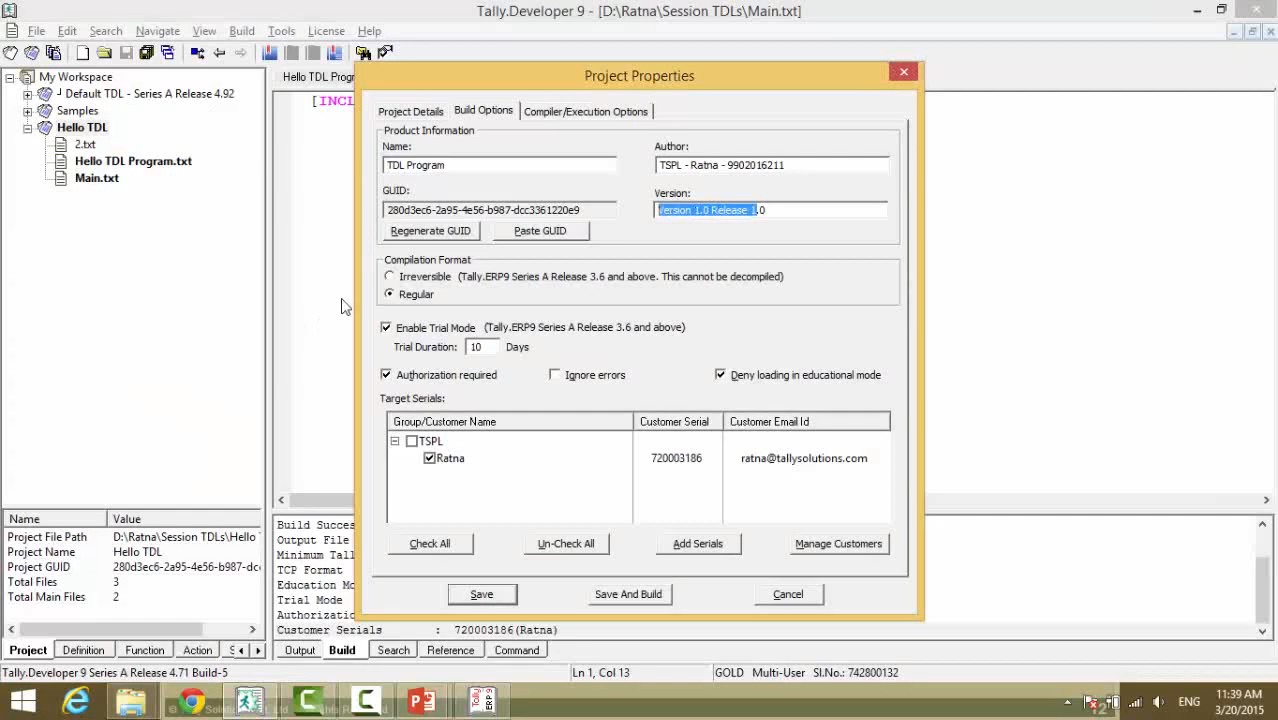 Tally.Developer 9 - [D:\Ratna\Session TDLs\Main.txt]
File Edit Search Navigate View Build Tools License Help
My Workspace
Default TDL - Series A Release 4.92
Samples
Hello TDL
2.txt
Hello TDL Program.txt
Main.txt
Hello TDL Progr
[INCL
Project Properties
Project Details Build Options Compiler/Execution Options
Product Information
Name: Author:
TDL Program TSPL - Ratna - 9902016211
GUID: Version:
280d3ec6-2a95-4e56-b987-dcc3361220e9 Version 1.0 Release 1.0
Regenerate GUID Paste GUID
Compilation Format
Irreversible (Tally.ERP9 Series A Release 3.6 and above. This cannot be decompiled)
Regular
Enable Trial Mode (Tally.ERP9 Series A Release 3.6 and above)
Trial Duration: 10 Days
Authorization required Ignore errors Deny loading in educational mode
Target Serials:
Group/Customer Name Customer Serial Customer Email Id
TSPL
Ratna 720003186 ratna@tallysolutions.com
Check All Un-Check All Add Serials Manage Customers
Save Save And Build Cancel
Name Value
Project File Path D:\Ratna\Session TDLs\Hello
Project Name Hello TDL
Project GUID 280d3ec6-2a95-4e56-b987-dcc
Total Files 3
Total Main Files 2
Build Succe
Output File
Minimum Tal
TCP Format
Education Mo
Trial Mode
Authorizatio
Customer Serials : 720003186(Ratna)
Project Definition Function Action S
Output Build Search Reference Command
Tally.Developer 9 Series A Release 4.71 Build-5 Ln 1, Col 13 GOLD Multi-User Sl.No: 742800132
ENG
11:39 AM
3/20/2015